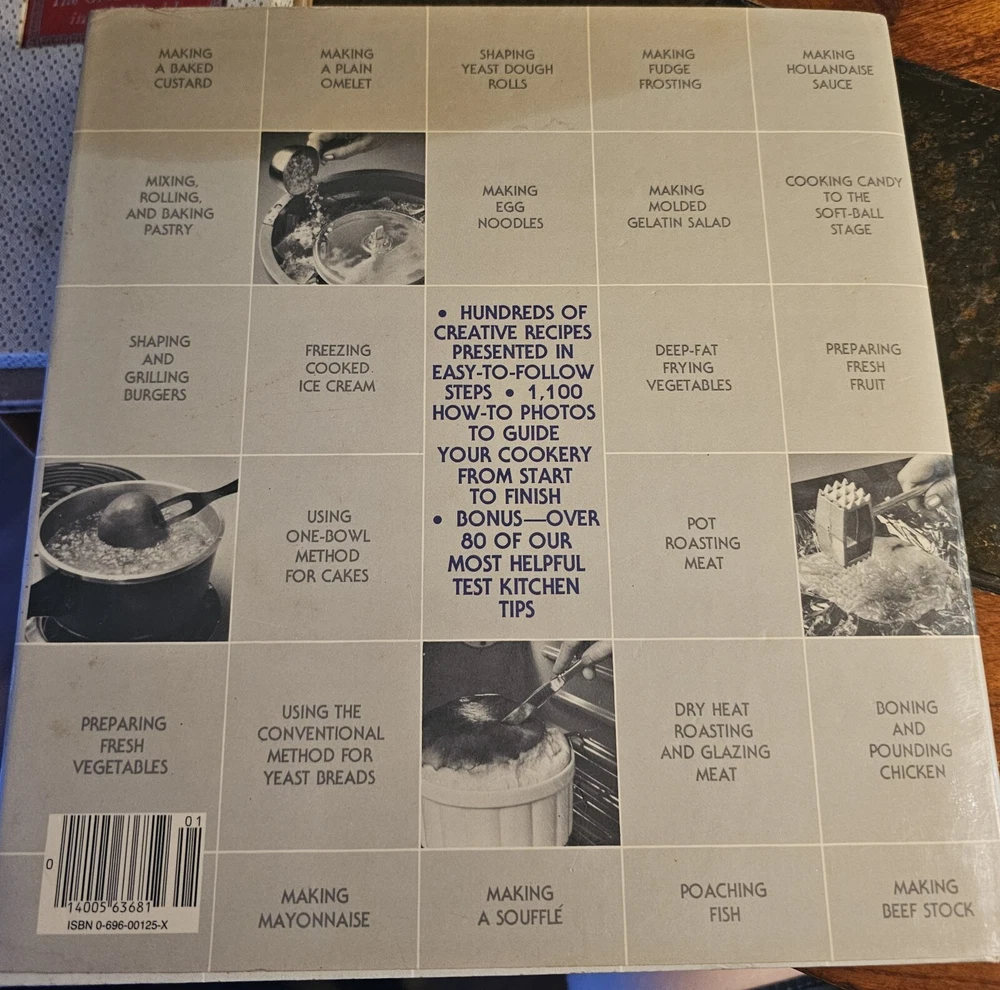 MAKING
A BAKED
CUSTARD
MAKING
A PLAIN
OMELET
SHAPING
YEAST DOUGH
ROLLS
MAKING
FUDGE
FROSTING
MAKING
HOLLANDAISE
SAUCE
MIXING,
ROLLING,
AND BAKING
PASTRY
MAKING
EGG
NOODLES
MAKING
MOLDED
GELATIN SALAD
COOKING CANDY
TO THE
SOFT-BALL
STAGE
SHAPING
AND
GRILLING
BURGERS
FREEZING
COOKED
ICE CREAM
• HUNDREDS OF
CREATIVE RECIPES
PRESENTED IN
EASY-TO-FOLLOW
STEPS • 1,100
HOW-TO PHOTOS
TO GUIDE
YOUR COOKERY
FROM START
TO FINISH
• BONUS—OVER
80 OF OUR
MOST HELPFUL
TEST KITCHEN
TIPS
DEEP-FAT
FRYING
VEGETABLES
PREPARING
FRESH
FRUIT
USING
ONE-BOWL
METHOD
FOR CAKES
POT
ROASTING
MEAT
PREPARING
FRESH
VEGETABLES
USING THE
CONVENTIONAL
METHOD FOR
YEAST BREADS
DRY HEAT
ROASTING
AND GLAZING
MEAT
BONING
AND
POUNDING
CHICKEN
01
0
14005 63681
ISBN 0-696-00125-X
MAKING
MAYONNAISE
MAKING
A SOUFFLÉ
POACHING
FISH
MAKING
BEEF STOCK